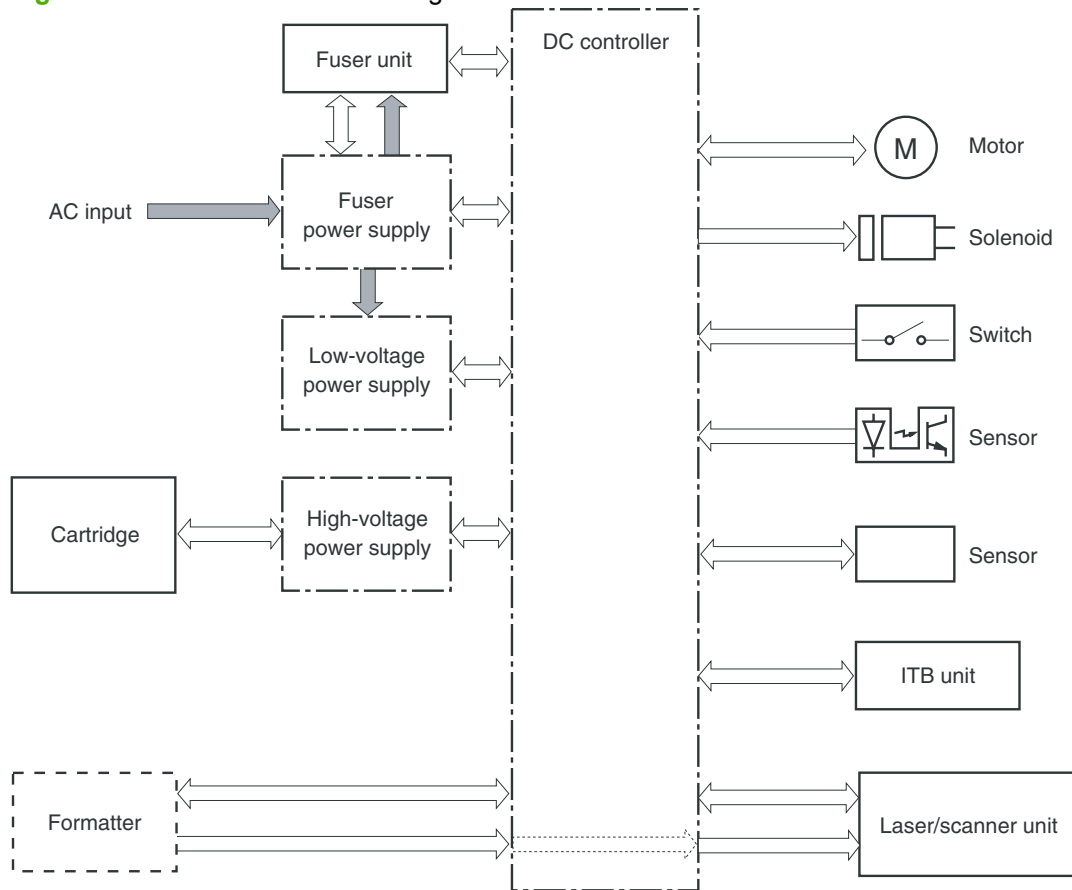 DC controller
Fuser unit
M
Motor
AC input
Fuser
power supply
Solenoid
Low-voltage
power supply
Switch
Sensor
Cartridge
High-voltage
power supply
Sensor
ITB unit
Formatter
Laser/scanner unit